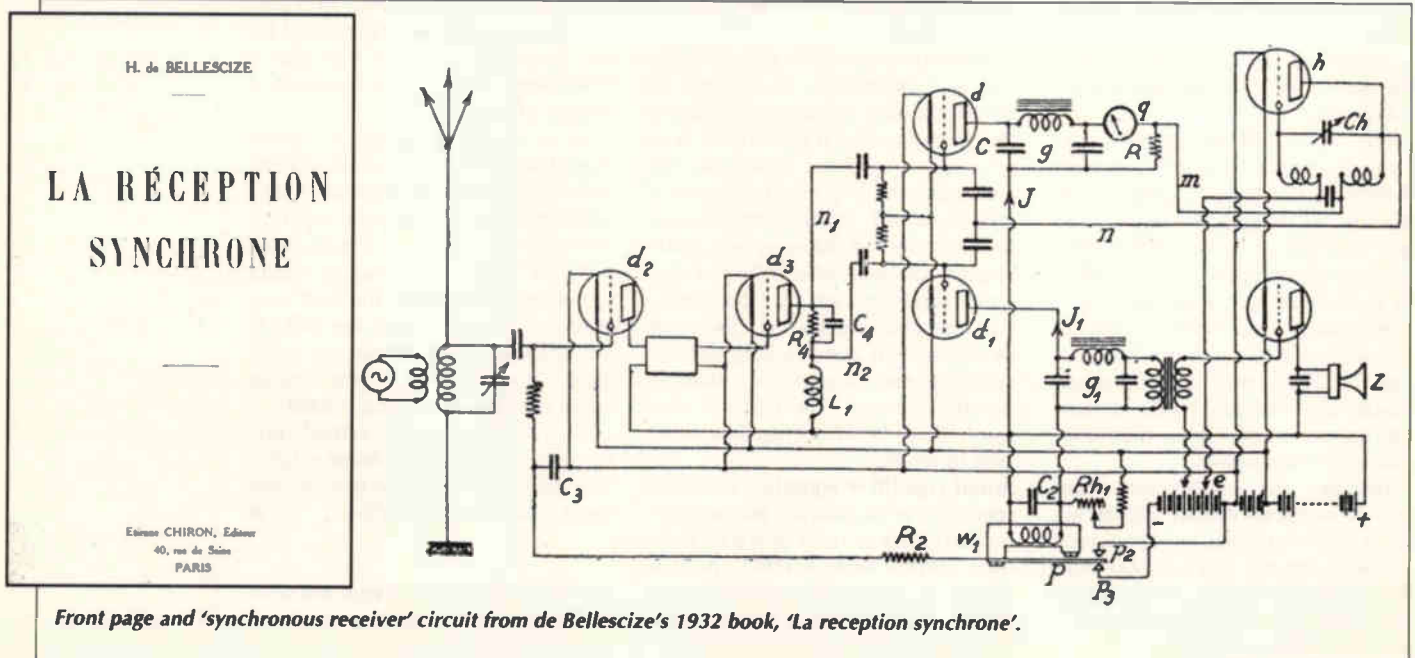 H. de BELLESCIZE
LA RÉCEPTION
SYNCHRONE
Etienne CHIRON, Editeur
40, rue de Seine
PARIS
d2
d3
C3
R4
C4
n1
n2
L1
d
C
g
q
R
J
m
n
h
Ch
d1
J1
g1
Z
C2
Rh1
e
-
+
w1
R2
P
P2
P3
Front page and ‘synchronous receiver’ circuit from de Bellescize’s 1932 book, ‘La reception synchrone’.